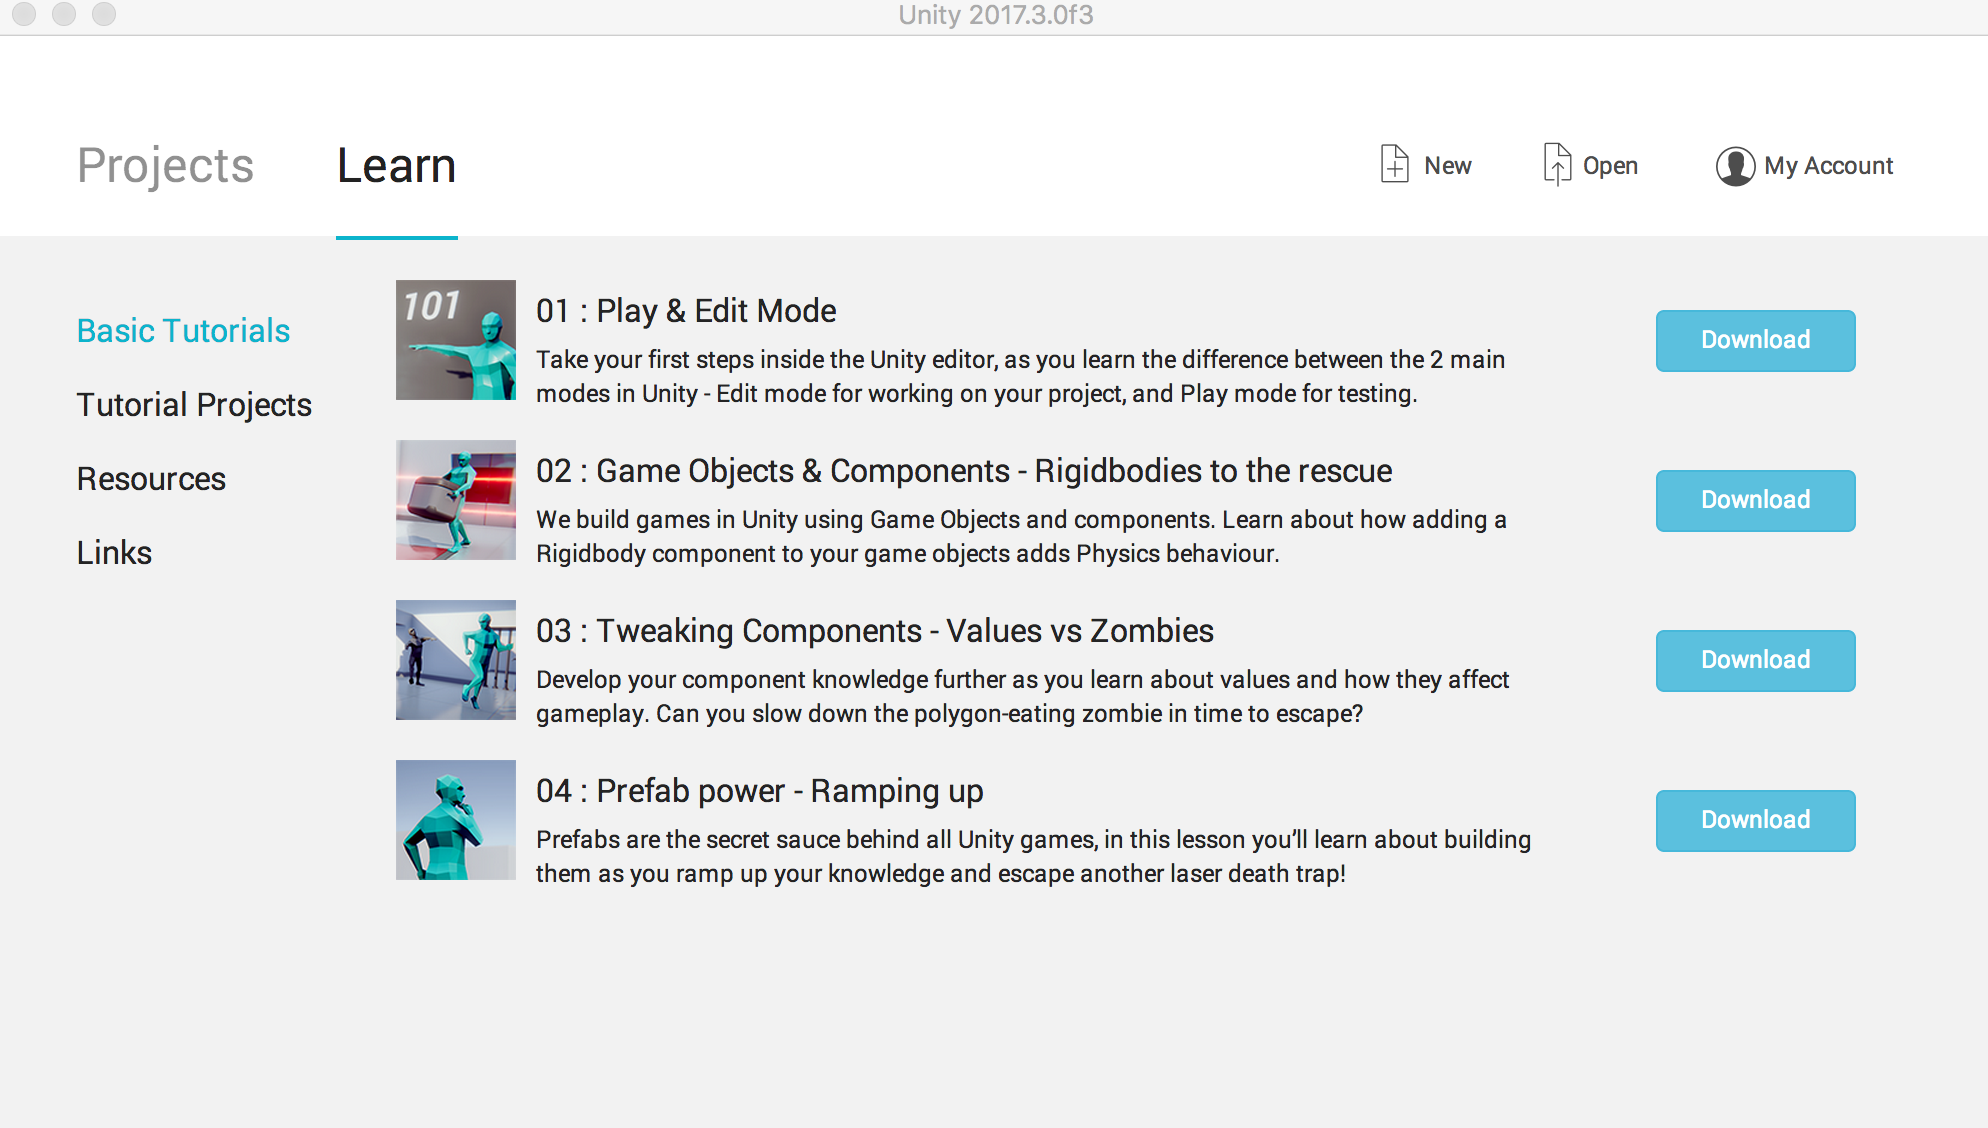 Unity 2017.3.0f3
Projects
Learn
New
Open
My Account
Basic Tutorials
Tutorial Projects
Resources
Links
101
01 : Play & Edit Mode
Take your first steps inside the Unity editor, as you learn the difference between the 2 main
modes in Unity - Edit mode for working on your project, and Play mode for testing.
Download
02 : Game Objects & Components - Rigidbodies to the rescue
We build games in Unity using Game Objects and components. Learn about how adding a
Rigidbody component to your game objects adds Physics behaviour.
Download
03 : Tweaking Components - Values vs Zombies
Develop your component knowledge further as you learn about values and how they affect
gameplay. Can you slow down the polygon-eating zombie in time to escape?
Download
04 : Prefab power - Ramping up
Prefabs are the secret sauce behind all Unity games, in this lesson you’ll learn about building
them as you ramp up your knowledge and escape another laser death trap!
Download